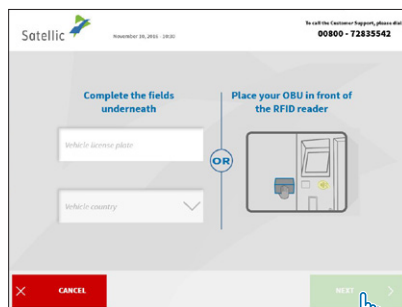 Satellic
November 10, 2016 - 10:30
To call the Customer Support, please dial:
00800 - 72835542
Complete the fields
underneath
Vehicle license plate
Vehicle country
OR
Place your OBU in front of
the RFID reader
CANCEL
NEXT